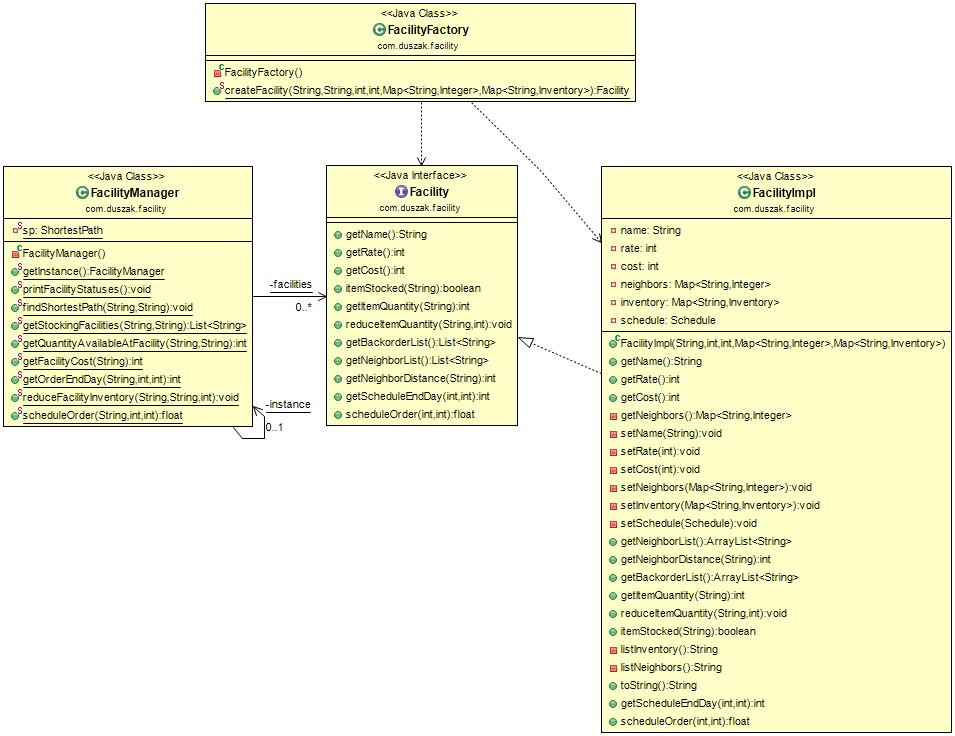 <<Java Class>>
FacilityFactory
com.duszak.facility
FacilityFactory()
createFacility(String,String,int,int,Map<String,Integer>,Map<String,Inventory>):Facility
<<Java Class>>
FacilityManager
com.duszak.facility
sp: ShortestPath
FacilityManager()
getInstance():FacilityManager
printFacilityStatuses():void
findShortestPath(String,String):void
getStockingFacilities(String,String):List<String>
getQuantityAvailableAtFacility(String,String):int
getFacilityCost(String):int
getOrderEndDay(String,int,int):int
reduceFacilityInventory(String,String,int):void
scheduleOrder(String,int,int):float
-facilities
0..*
-instance
0..1
<<Java Interface>>
Facility
com.duszak.facility
getName():String
getRate():int
getCost():int
itemStocked(String):boolean
getItemQuantity(String):int
reduceItemQuantity(String,int):void
getBackorderList():List<String>
getNeighborList():List<String>
getNeighborDistance(String):int
getScheduleEndDay(int,int):int
scheduleOrder(int,int):float
<<Java Class>>
FacilityImpl
com.duszak.facility
name: String
rate: int
cost: int
neighbors: Map<String,Integer>
inventory: Map<String,Inventory>
schedule: Schedule
FacilityImpl(String,int,int,Map<String,Integer>,Map<String,Inventory>)
getName():String
getRate():int
getCost():int
getNeighbors():Map<String,Integer>
setName(String):void
setRate(int):void
setCost(int):void
setNeighbors(Map<String,Integer>):void
setInventory(Map<String,Inventory>):void
setSchedule(Schedule):void
getNeighborList():ArrayList<String>
getNeighborDistance(String):int
getBackorderList():ArrayList<String>
getItemQuantity(String):int
reduceItemQuantity(String,int):void
itemStocked(String):boolean
listInventory():String
listNeighbors():String
toString():String
getScheduleEndDay(int,int):int
scheduleOrder(int,int):float